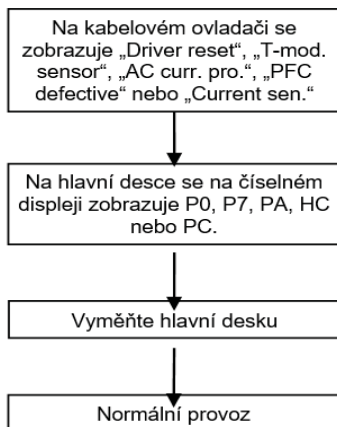 Na kabelovém ovladači se
zobrazuje „Driver reset“, „T-mod.
sensor“, „AC curr. pro.“, „PFC
defective“ nebo „Current sen.“
Na hlavní desce se na číselném
displeji zobrazuje P0, P7, PA, HC
nebo PC.
Vyměňte hlavní desku
Normální provoz